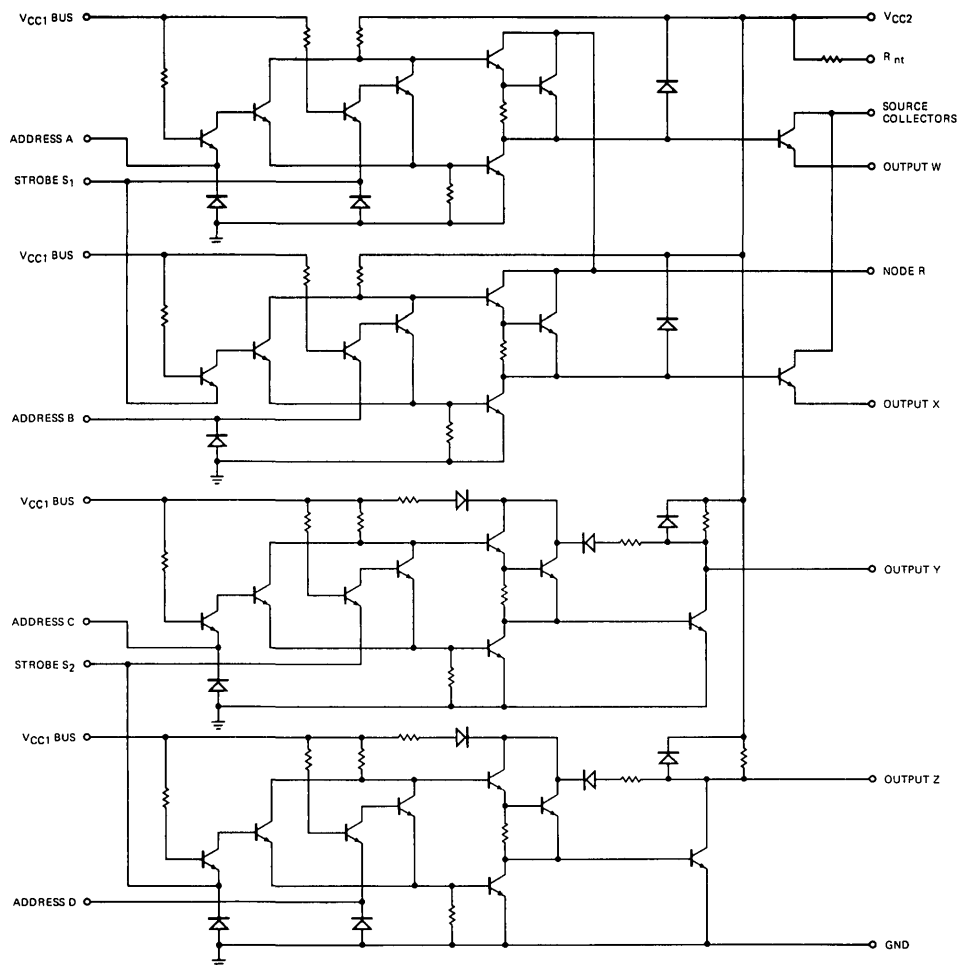 VCC1 BUS
VCC2
Rnt
ADDRESS A
SOURCE
COLLECTORS
OUTPUT W
STROBE S1
VCC1 BUS
NODE R
ADDRESS B
OUTPUT X
VCC1 BUS
OUTPUT Y
ADDRESS C
STROBE S2
VCC1 BUS
OUTPUT Z
ADDRESS D
GND